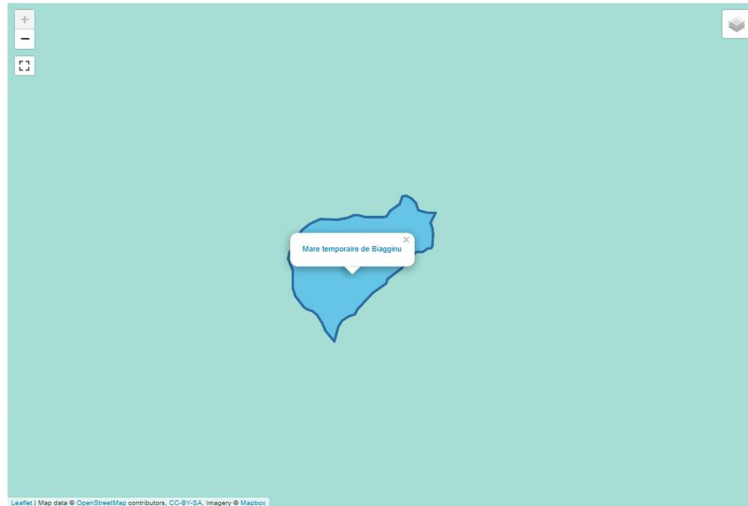 +
−
Mare temporaire de Biagginu
×
Leaflet | Map data © OpenStreetMap contributors, CC-BY-SA, Imagery © Mapbox